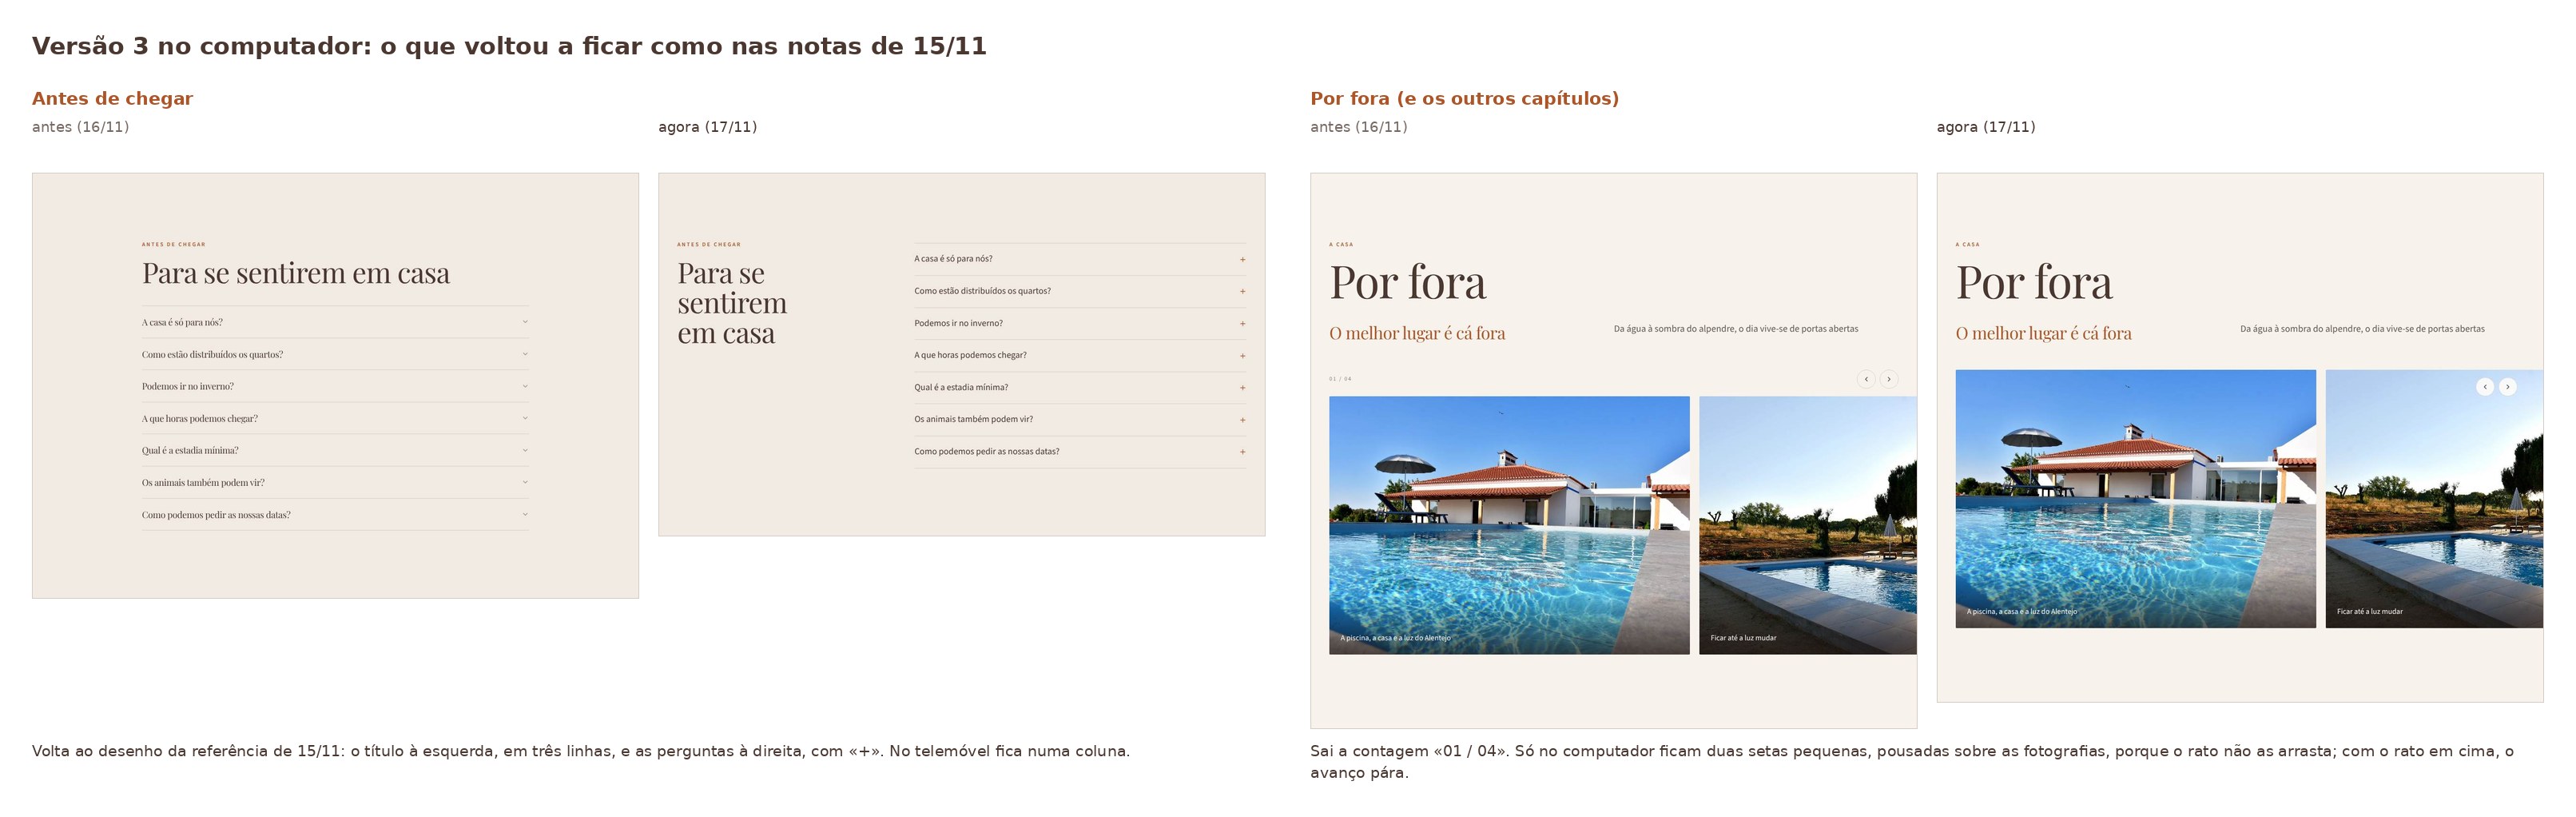 Versão 3 no computador: o que voltou a ficar como nas notas de 15/11
Antes de chegar
antes (16/11)
agora (17/11)
ANTES DE CHEGAR
Para se sentirem em casa
A casa é só para nós?
Como estão distribuídos os quartos?
Podemos ir no inverno?
A que horas podemos chegar?
Qual é a estadia mínima?
Os animais também podem vir?
Como podemos pedir as nossas datas?
ANTES DE CHEGAR
Para se
sentirem
em casa
A casa é só para nós? +
Como estão distribuídos os quartos? +
Podemos ir no inverno? +
A que horas podemos chegar? +
Qual é a estadia mínima? +
Os animais também podem vir? +
Como podemos pedir as nossas datas? +
Volta ao desenho da referência de 15/11: o título à esquerda, em três linhas, e as perguntas à direita, com «+». No telemóvel fica numa coluna.
Por fora (e os outros capítulos)
antes (16/11)
agora (17/11)
A CASA
Por fora
O melhor lugar é cá fora
Da água à sombra do alpendre, o dia vive-se de portas abertas
01 / 04
A piscina, a casa e a luz do Alentejo
Ficar até a luz mudar
A CASA
Por fora
O melhor lugar é cá fora
Da água à sombra do alpendre, o dia vive-se de portas abertas
A piscina, a casa e a luz do Alentejo
Ficar até a luz mudar
Sai a contagem «01 / 04». Só no computador ficam duas setas pequenas, pousadas sobre as fotografias, porque o rato não as arrasta; com o rato em cima, o
avanço pára.